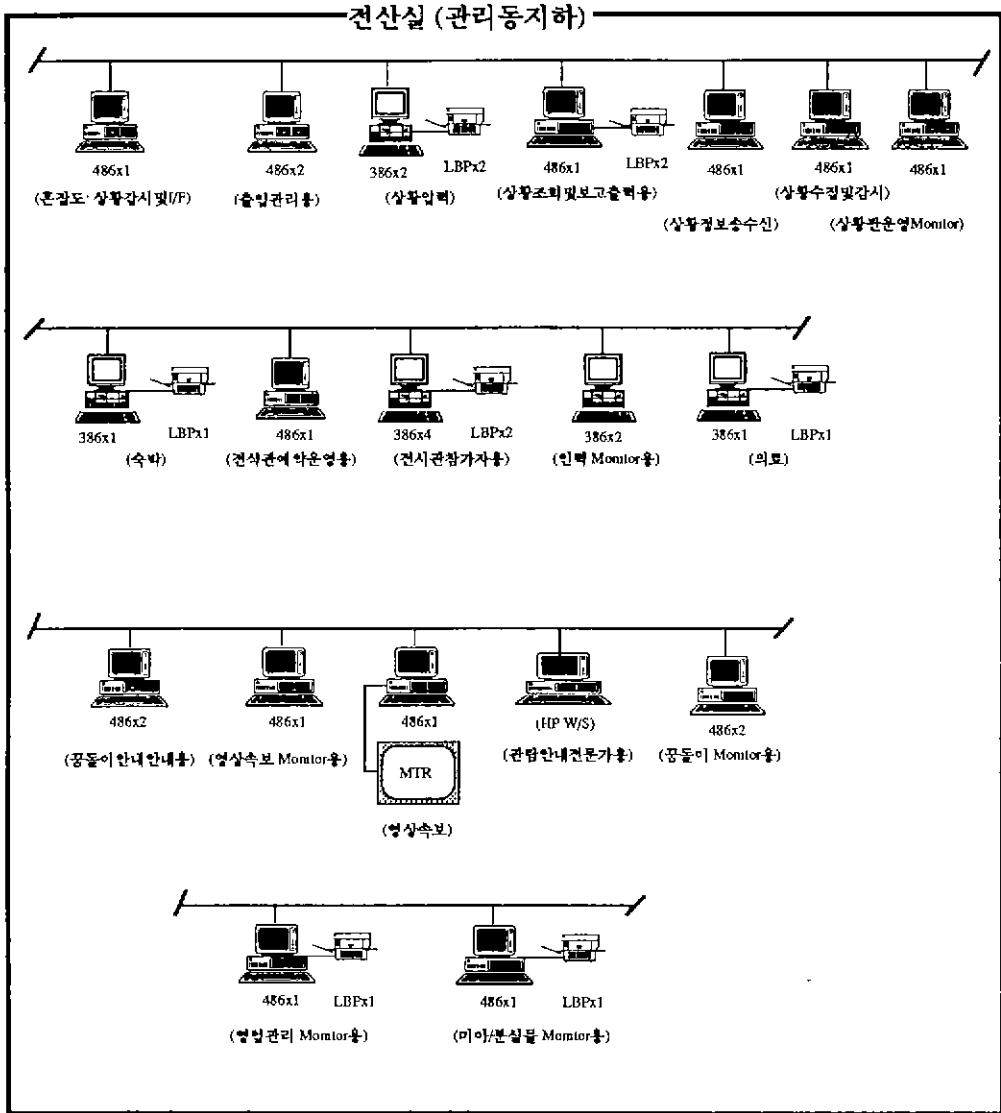 전산실 (관리동지하)
486x1 486x2 386x2 LBPx2 486x1 LBPx2 486x1 486x1 486x1
(혼잡도·상황감시및I/F) (출입관리용) (상황입력) (상황조회및보고출력용) (상황수집및감시)
(상황정보송수신) (상황판운영Monitor)
386x1 LBPx1 486x1 386x4 LBPx2 386x2 386x1 LBPx1
(숙박) (전시관예약운영용) (전시관참가자용) (인력 Monitor용) (의료)
486x2 486x1 486x1 (HP W/S) 486x2
(꿈돌이안내안내용) (영상속보 Monitor용) (관람안내전문가용) (꿈돌이 Monitor용)
MTR
(영상속보)
486x1 LBPx1 486x1 LBPx1
(영업관리 Monitor용) (미아/분실물 Monitor용)